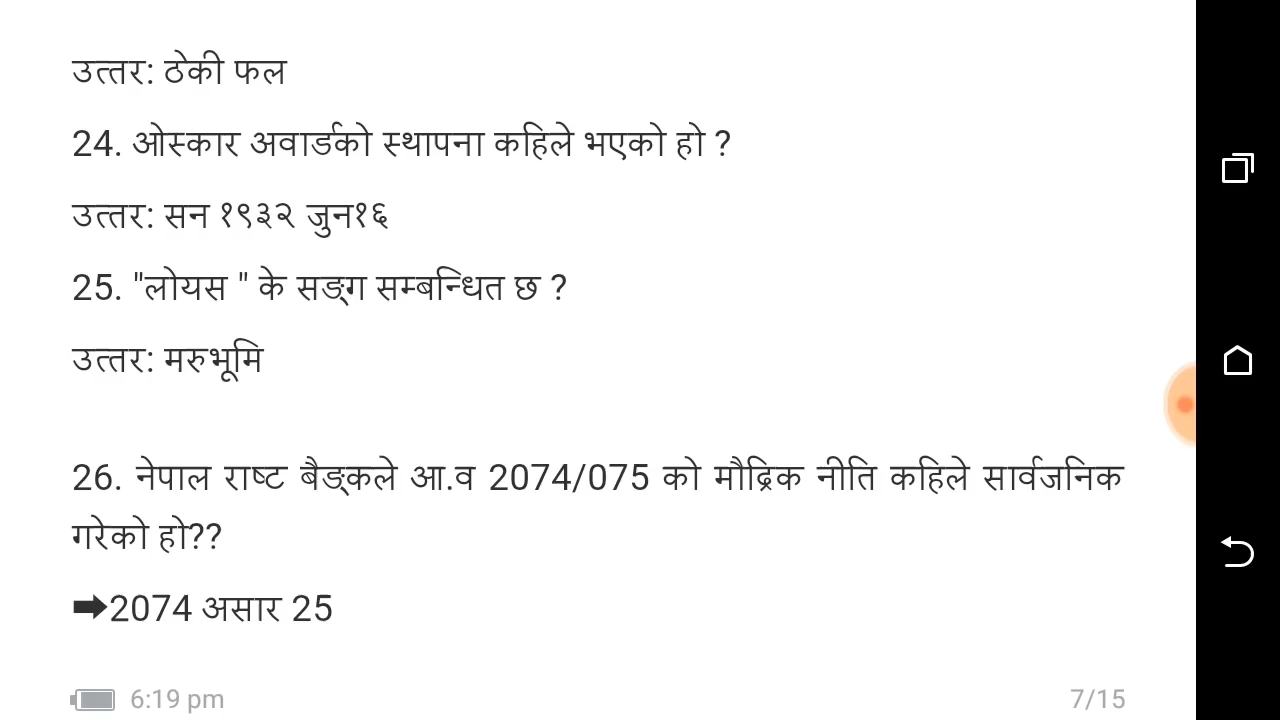 उत्तर: ठेकी फल
24. ओस्कार अवार्डको स्थापना कहिले भएको हो ?
उत्तर: सन १९३२ जुन१६
25. "लोयस " के सङ्ग सम्बन्धित छ ?
उत्तर: मरुभूमि
26. नेपाल राष्ट बैङ्कले आ.व 2074/075 को मौद्रिक नीति कहिले सार्वजनिक
गरेको हो??
➡2074 असार 25
6:19 pm 7/15